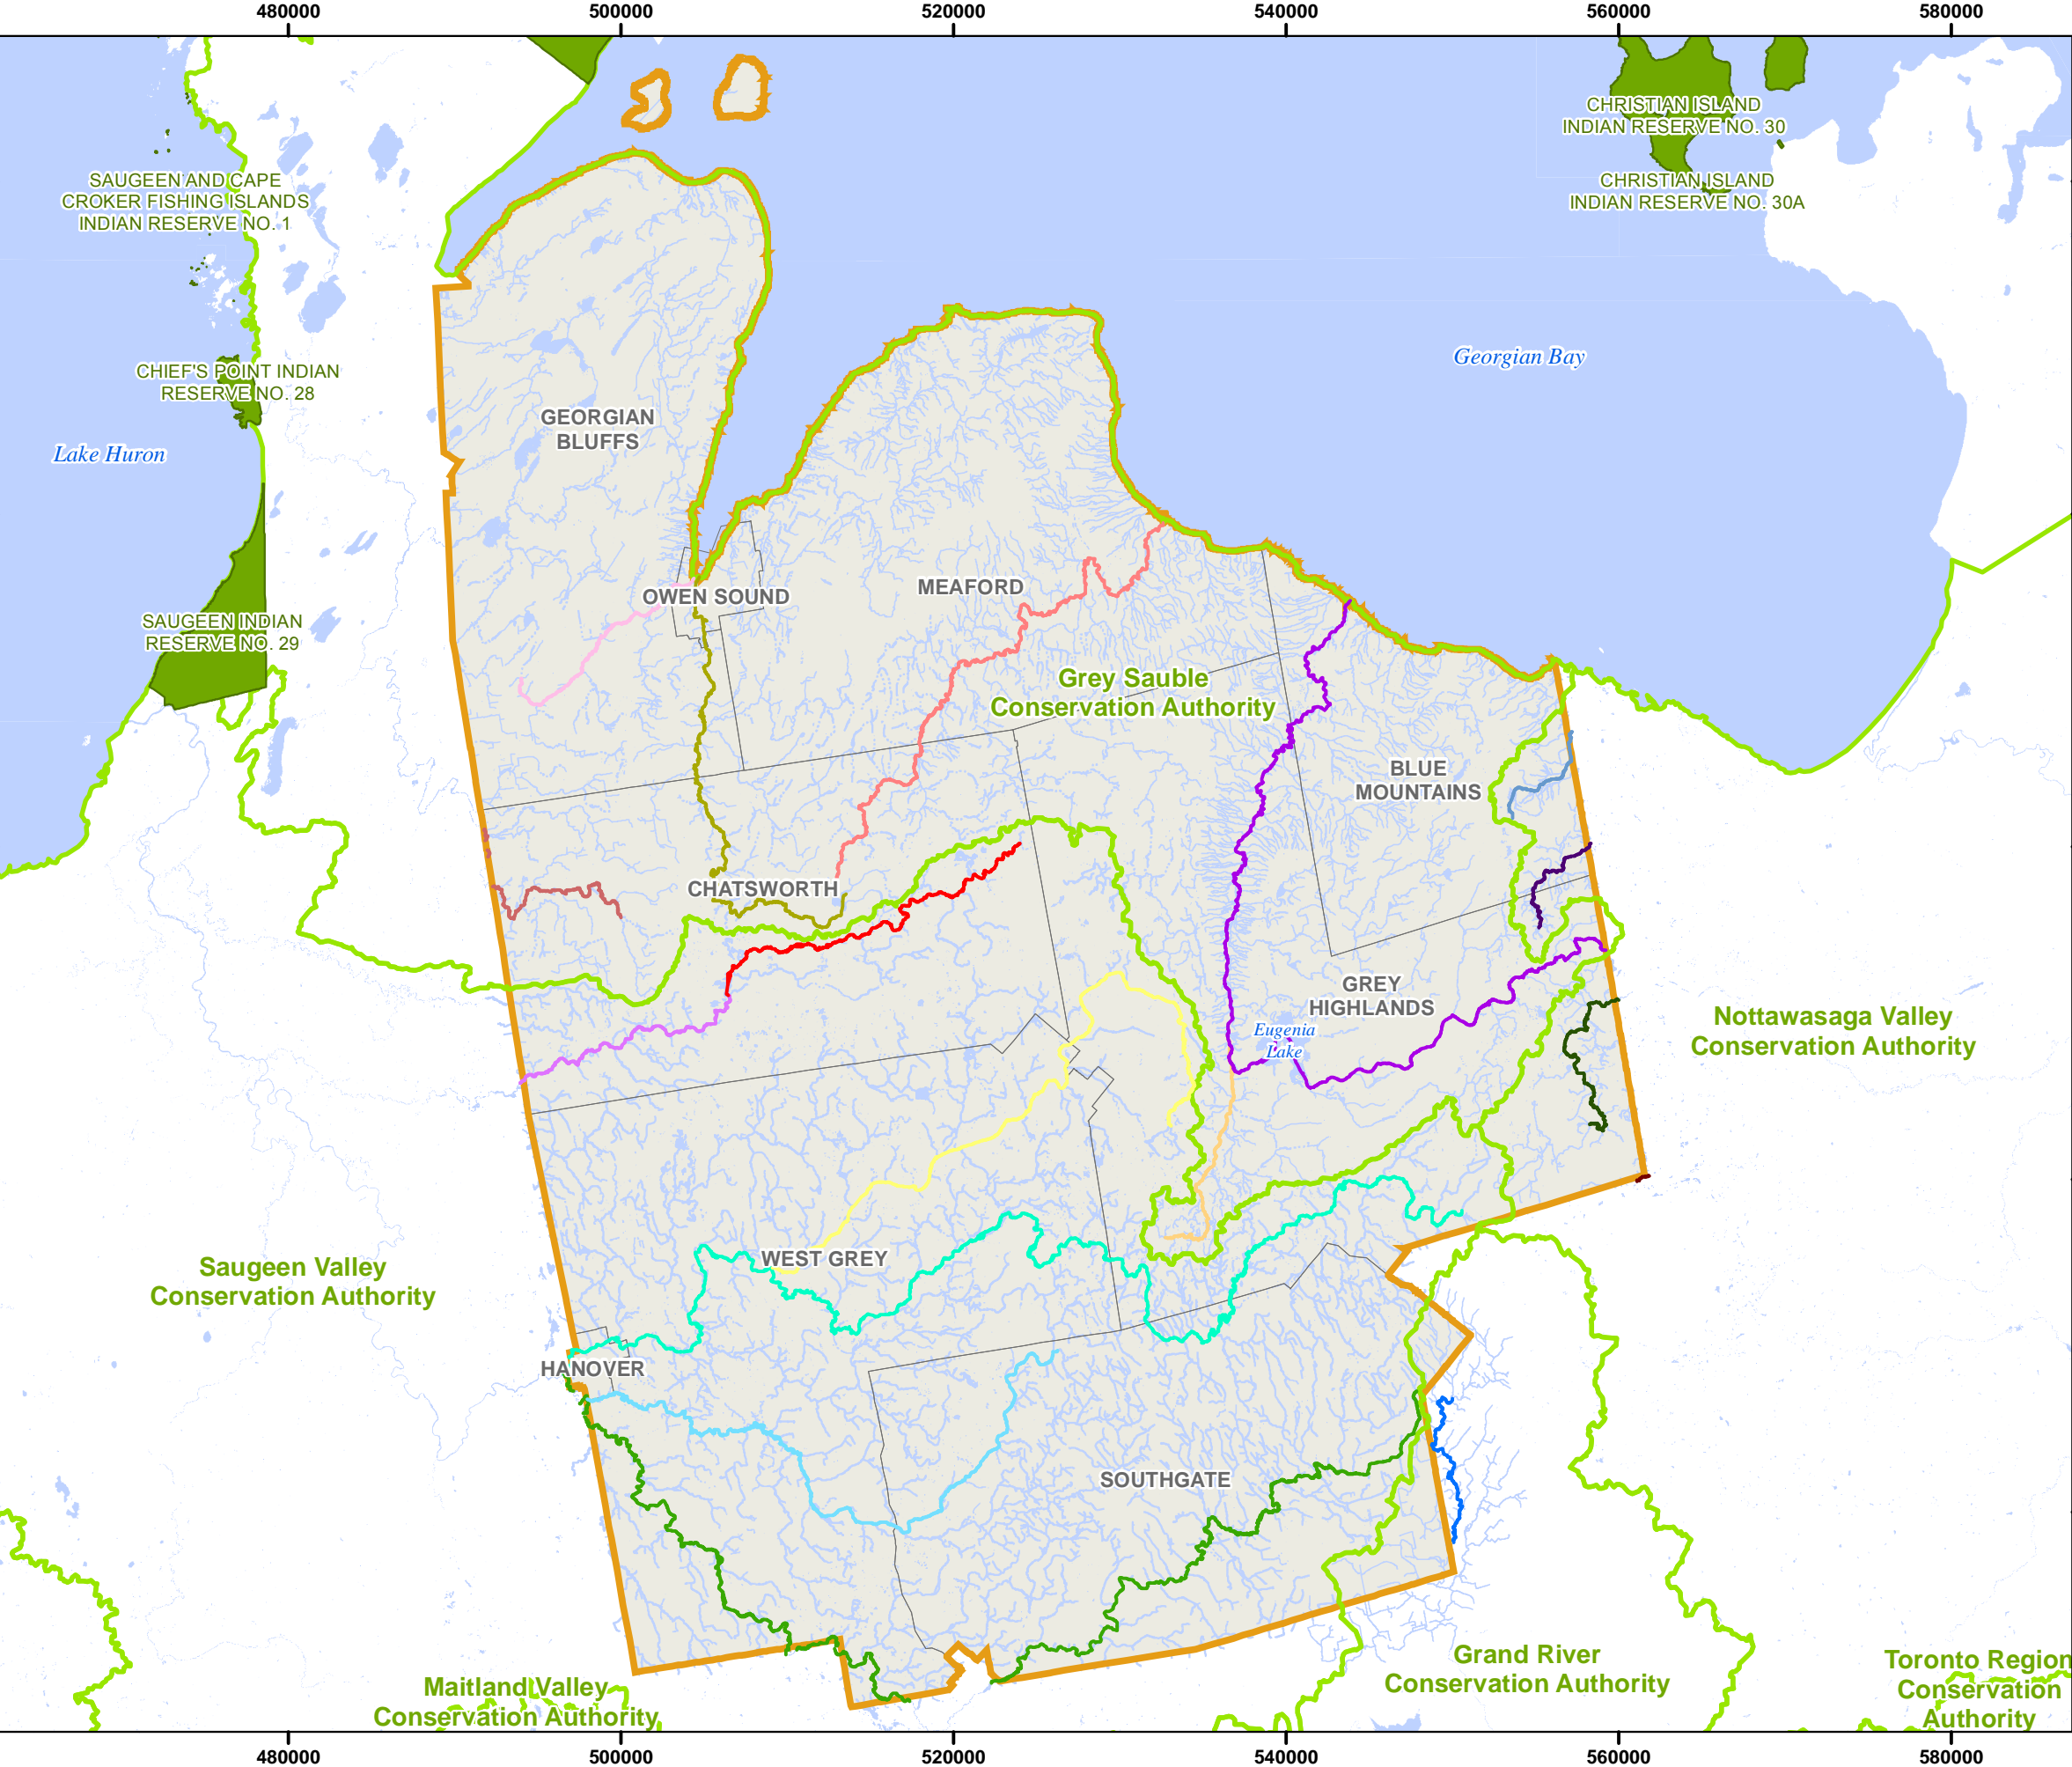 480000
500000
520000
540000
560000
580000
CHRISTIAN ISLAND
INDIAN RESERVE NO. 30
CHRISTIAN ISLAND
INDIAN RESERVE NO. 30A
SAUGEEN AND CAPE
CROKER FISHING ISLANDS
INDIAN RESERVE NO. 1
Georgian Bay
CHIEF'S POINT INDIAN
RESERVE NO. 28
GEORGIAN
BLUFFS
Lake Huron
MEAFORD
OWEN SOUND
SAUGEEN INDIAN
RESERVE NO. 29
Grey Sauble
Conservation Authority
BLUE
MOUNTAINS
CHATSWORTH
GREY
HIGHLANDS
Eugenia
Lake
Nottawasaga Valley
Conservation Authority
WEST GREY
Saugeen Valley
Conservation Authority
HANOVER
SOUTHGATE
Grand River
Conservation Authority
Toronto Region
Conservation
Authority
Maitland Valley
Conservation Authority
480000
500000
520000
540000
560000
580000